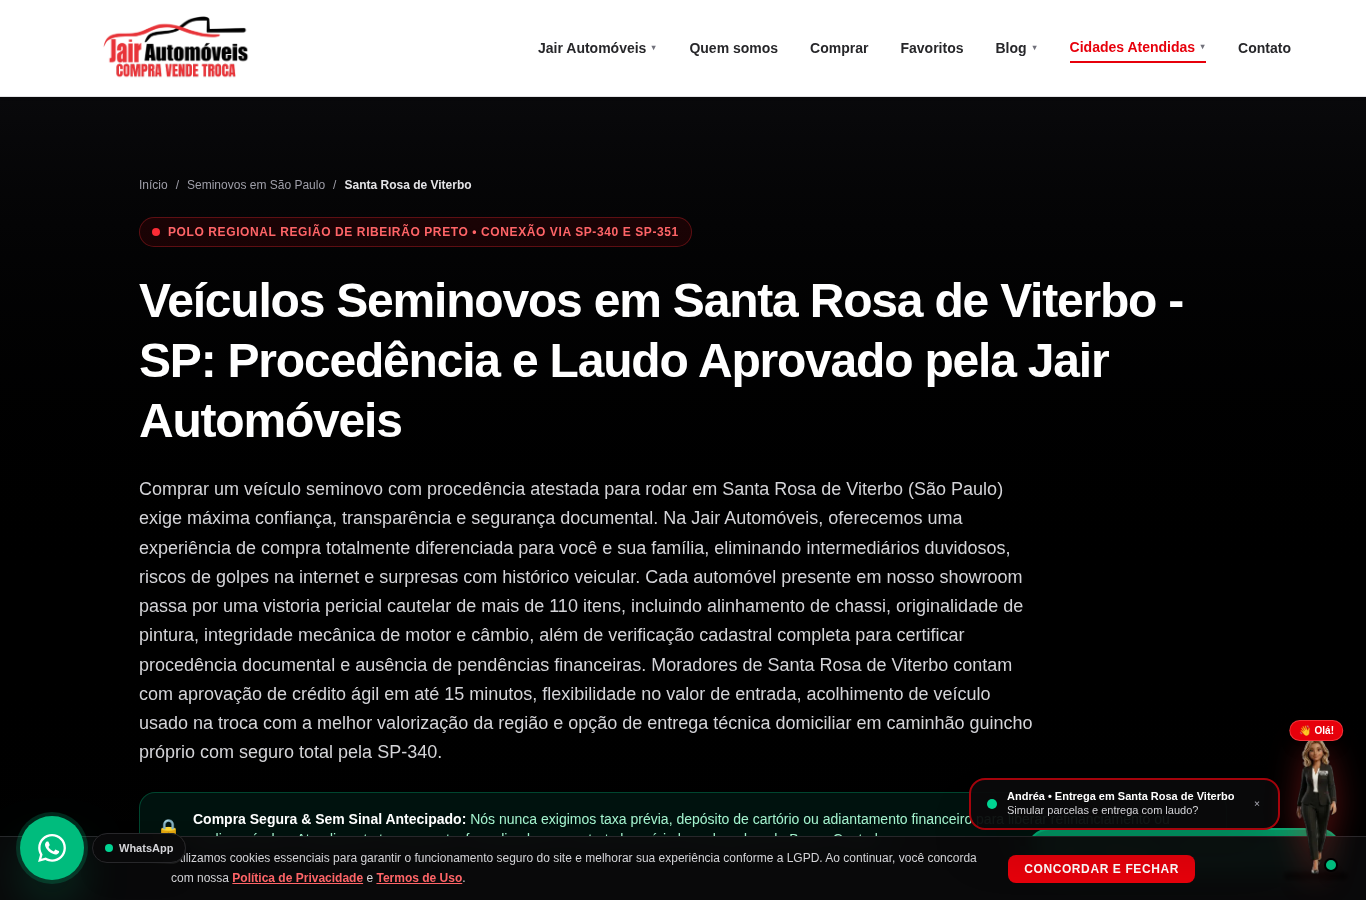 Jair Automóveis
COMPRA VENDE TROCA
Jair Automóveis ▼
Quem somos
Comprar
Favoritos
Blog ▼
Cidades Atendidas ▼
Contato
Início / Seminovos em São Paulo / Santa Rosa de Viterbo
POLO REGIONAL REGIÃO DE RIBEIRÃO PRETO • CONEXÃO VIA SP-340 E SP-351
Veículos Seminovos em Santa Rosa de Viterbo -
SP: Procedência e Laudo Aprovado pela Jair
Automóveis
Comprar um veículo seminovo com procedência atestada para rodar em Santa Rosa de Viterbo (São Paulo)
exige máxima confiança, transparência e segurança documental. Na Jair Automóveis, oferecemos uma
experiência de compra totalmente diferenciada para você e sua família, eliminando intermediários duvidosos,
riscos de golpes na internet e surpresas com histórico veicular. Cada automóvel presente em nosso showroom
passa por uma vistoria pericial cautelar de mais de 110 itens, incluindo alinhamento de chassi, originalidade de
pintura, integridade mecânica de motor e câmbio, além de verificação cadastral completa para certificar
procedência documental e ausência de pendências financeiras. Moradores de Santa Rosa de Viterbo contam
com aprovação de crédito ágil em até 15 minutos, flexibilidade no valor de entrada, acolhimento de veículo
usado na troca com a melhor valorização da região e opção de entrega técnica domiciliar em caminhão guincho
próprio com seguro total pela SP-340.
👋 Olá!
Andréa • Entrega em Santa Rosa de Viterbo
Simular parcelas e entrega com laudo?
×
Compra Segura & Sem Sinal Antecipado: Nós nunca exigimos taxa prévia, depósito de cartório ou adiantamento financeiro
WhatsApp
utilizamos cookies essenciais para garantir o funcionamento seguro do site e melhorar sua experiência conforme a LGPD. Ao continuar, você concorda
com nossa Política de Privacidade e Termos de Uso.
CONCORDAR E FECHAR